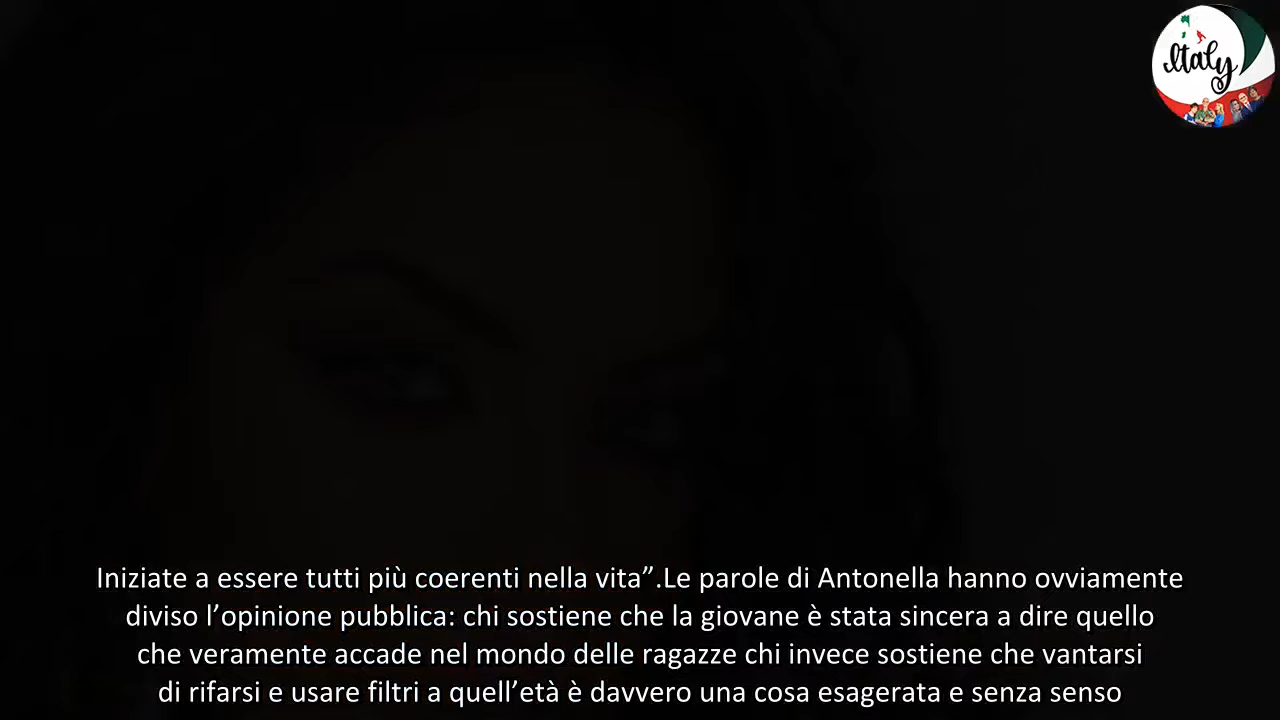 Italy
Iniziate a essere tutti più coerenti nella vita”.Le parole di Antonella hanno ovviamente
diviso l’opinione pubblica: chi sostiene che la giovane è stata sincera a dire quello
che veramente accade nel mondo delle ragazze chi invece sostiene che vantarsi
di rifarsi e usare filtri a quell’età è davvero una cosa esagerata e senza senso